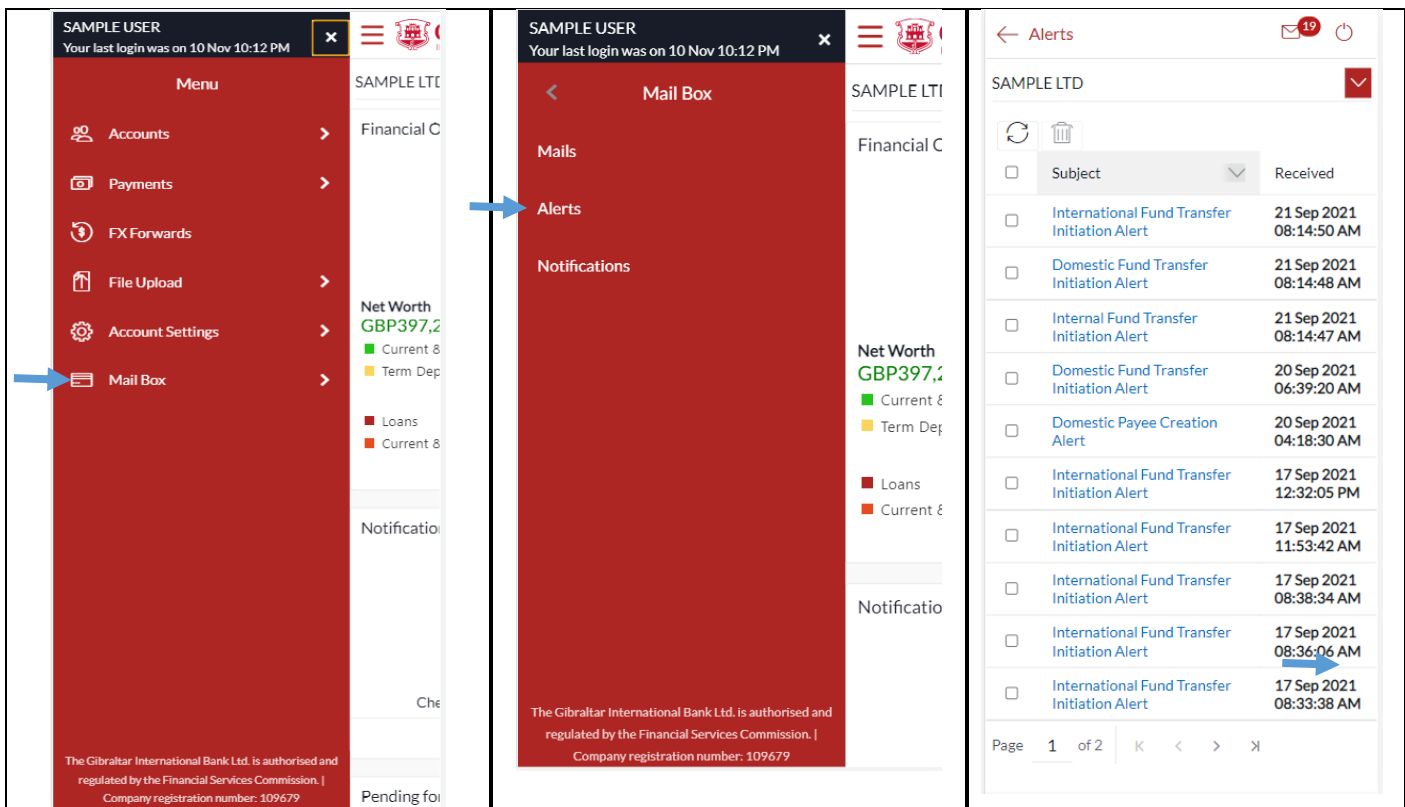 SAMPLE USER
Your last login was on 10 Nov 10:12 PM
Menu
Accounts
Payments
FX Forwards
File Upload
Account Settings
Mail Box
The Gibraltar International Bank Ltd. is authorised and
regulated by the Financial Services Commission. |
Company registration number: 109679
SAMPLE LTD
Financial O
Net Worth
GBP397,2
Current &
Term Dep
Loans
Current &
Notificatio
Che
Pending for
SAMPLE USER
Your last login was on 10 Nov 10:12 PM
Mail Box
Mails
Alerts
Notifications
The Gibraltar International Bank Ltd. is authorised and
regulated by the Financial Services Commission. |
Company registration number: 109679
SAMPLE LT
Financial C
Net Worth
GBP397,2
Current &
Term Dep
Loans
Current &
Notificatio
Alerts
19
SAMPLE LTD
Subject Received
International Fund Transfer 21 Sep 2021
Initiation Alert 08:14:50 AM
Domestic Fund Transfer 21 Sep 2021
Initiation Alert 08:14:48 AM
Internal Fund Transfer 21 Sep 2021
Initiation Alert 08:14:47 AM
Domestic Fund Transfer 20 Sep 2021
Initiation Alert 06:39:20 AM
Domestic Payee Creation 20 Sep 2021
Alert 04:18:30 AM
International Fund Transfer 17 Sep 2021
Initiation Alert 12:32:05 PM
International Fund Transfer 17 Sep 2021
Initiation Alert 11:53:42 AM
International Fund Transfer 17 Sep 2021
Initiation Alert 08:38:34 AM
International Fund Transfer 17 Sep 2021
Initiation Alert 08:36:06 AM
International Fund Transfer 17 Sep 2021
Initiation Alert 08:33:38 AM
Page 1 of 2